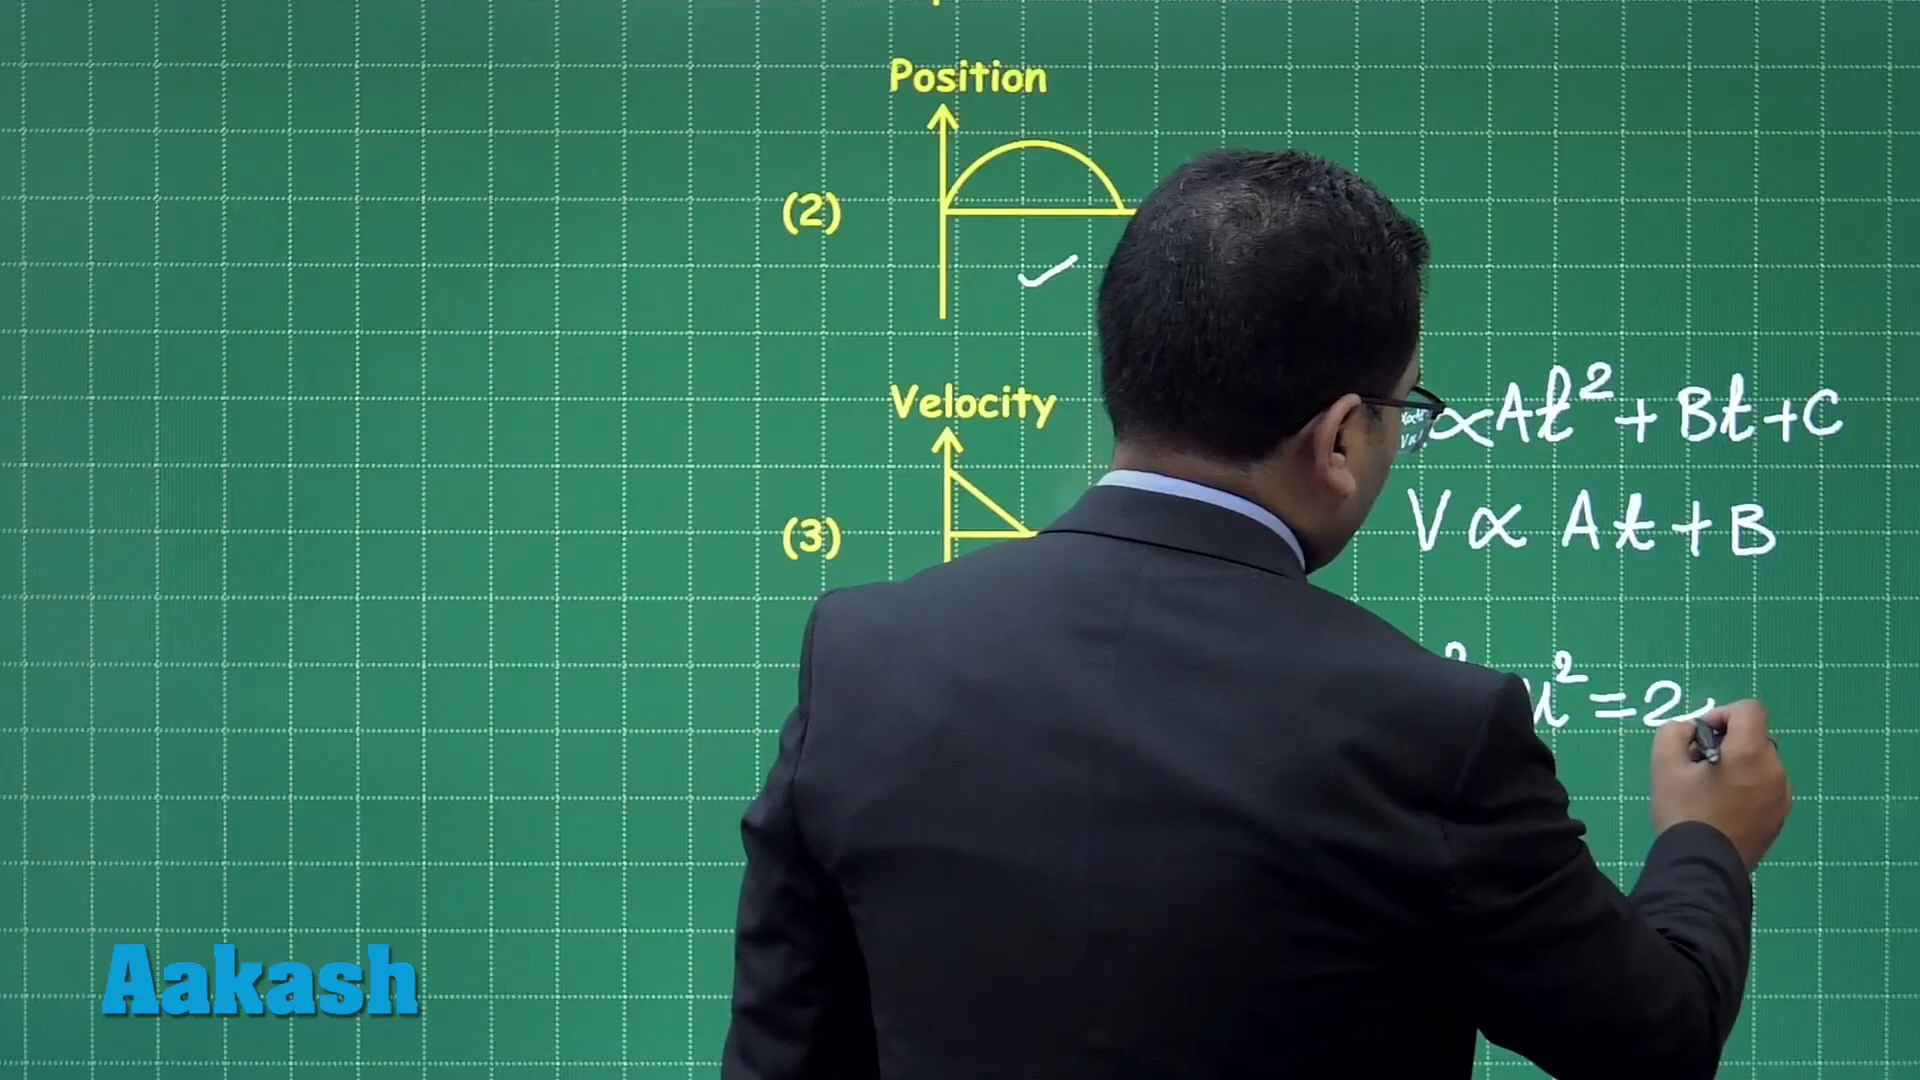 Position
(2)
Velocity
∝At²+Bt+C
V∝ At+B
(3)
u²=2
Aakash